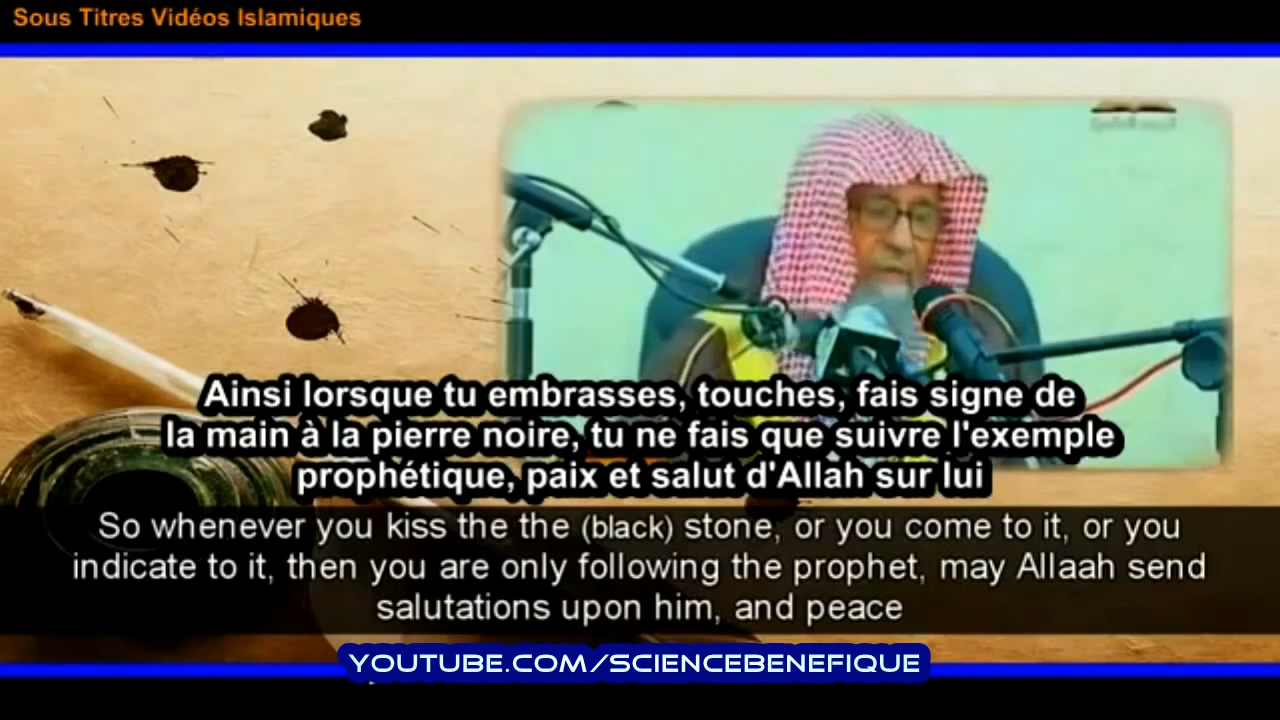 Sous Titres Vidéos Islamiques
Ainsi lorsque tu embrasses, touches, fais signe de
la main à la pierre noire, tu ne fais que suivre l'exemple
prophétique, paix et salut d'Allah sur lui
So whenever you kiss the the (black) stone, or you come to it, or you
indicate to it, then you are only following the prophet, may Allaah send
salutations upon him, and peace
YOUTUBE.COM/SCIENCEBENEFIQUE